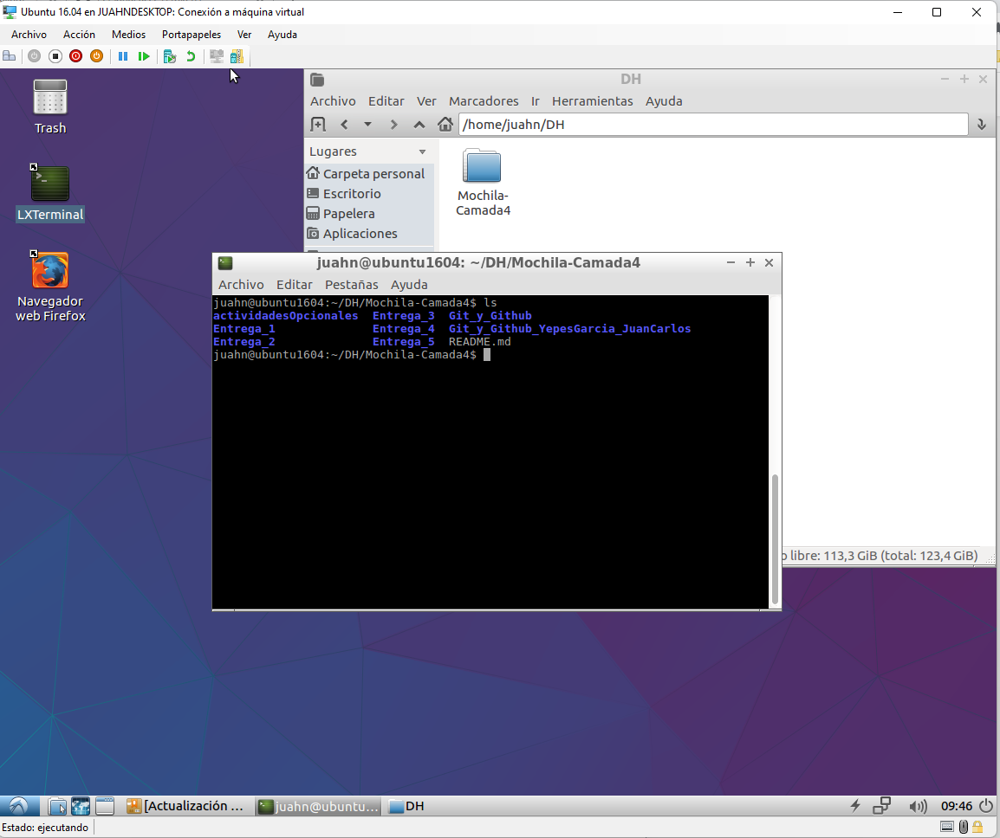 Ubuntu 16.04 en JUAHNDESKTOP: Conexión a máquina virtual
Archivo Acción Medios Portapapeles Ver Ayuda
Trash
LXTerminal
Navegador
web Firefox
DH
Archivo Editar Ver Marcadores Ir Herramientas Ayuda
/home/juahn/DH
Lugares
Carpeta personal
Escritorio
Papelera
Aplicaciones
Mochila-
Camada4
libre: 113,3 GiB (total: 123,4 GiB)
juahn@ubuntu1604: ~/DH/Mochila-Camada4
Archivo Editar Pestañas Ayuda
juahn@ubuntu1604:~/DH/Mochila-Camada4$ ls
actividadesOpcionales Entrega_3 Git_y_Github
Entrega_1 Entrega_4 Git_y_Github_YepesGarcia_JuanCarlos
Entrega_2 Entrega_5 README.md
juahn@ubuntu1604:~/DH/Mochila-Camada4$
[Actualización ... juahn@ubuntu... DH 09:46
Estado: ejecutando